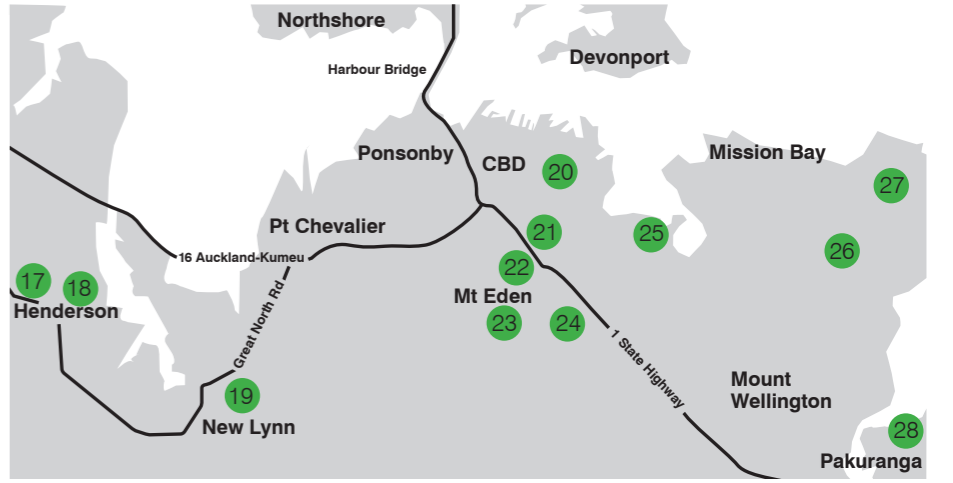 Northshore
Devonport
Harbour Bridge
Ponsonby
CBD
20
Mission Bay
27
Pt Chevalier
21
25
26
16 Auckland-Kumeu
22
17
18
Henderson
Mt Eden
23
24
Great North Rd
1 State Highway
19
New Lynn
Mount
Wellington
28
Pakuranga